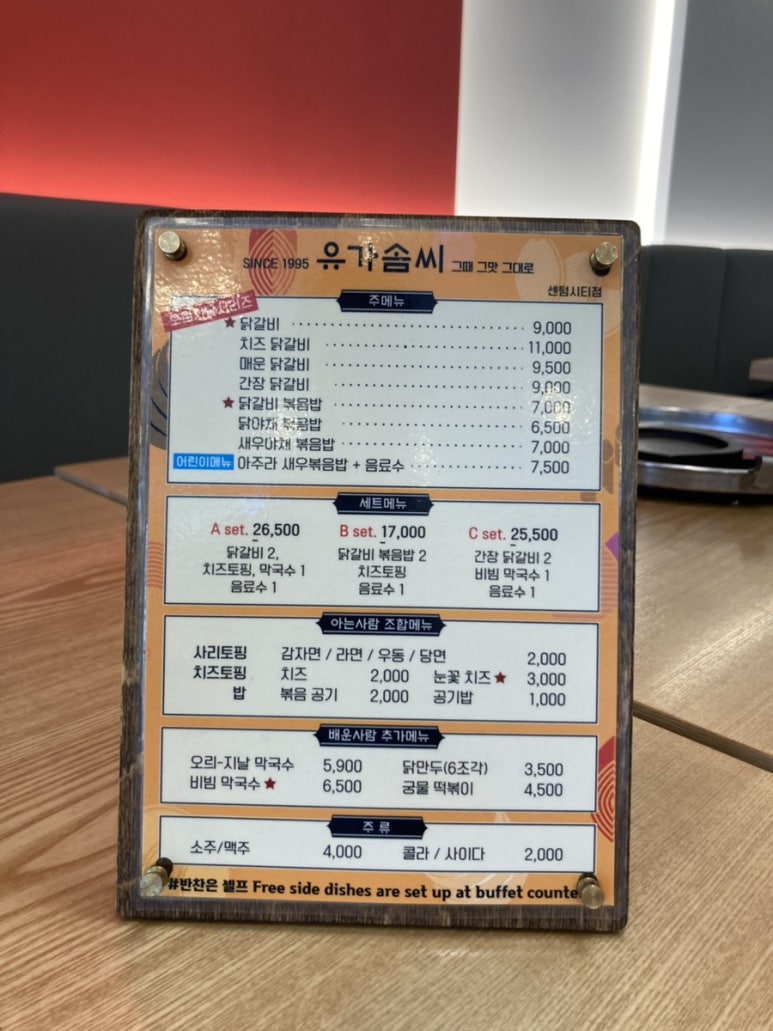 SINCE 1995 유가솜씨 그때 그맛 그대로
센텀시티점
주메뉴
시리즈
★ 닭갈비 9,000
치즈 닭갈비 11,000
매운 닭갈비 9,500
간장 닭갈비 9,000
★ 닭갈비 볶음밥 7,000
닭야채 볶음밥 6,500
새우야채 볶음밥 7,000
어린이메뉴 아주라 새우볶음밥 + 음료수 7,500
세트메뉴
A set. 26,500
닭갈비 2,
치즈토핑, 막국수 1
음료수 1
B set. 17,000
닭갈비 볶음밥 2
치즈토핑
음료수 1
C set. 25,500
간장 닭갈비 2
비빔 막국수 1
음료수 1
아는사람 조합메뉴
사리토핑 감자면 / 라면 / 우동 / 당면 2,000
치즈토핑 치즈 2,000 눈꽃 치즈★ 3,000
밥 볶음 공기 2,000 공기밥 1,000
배운사람 추가메뉴
오리-지날 막국수 5,900 닭만두(6조각) 3,500
비빔 막국수★ 6,500 궁물 떡볶이 4,500
주 류
소주/맥주 4,000 콜라 / 사이다 2,000
#반찬은 셀프 Free side dishes are set up at buffet counte